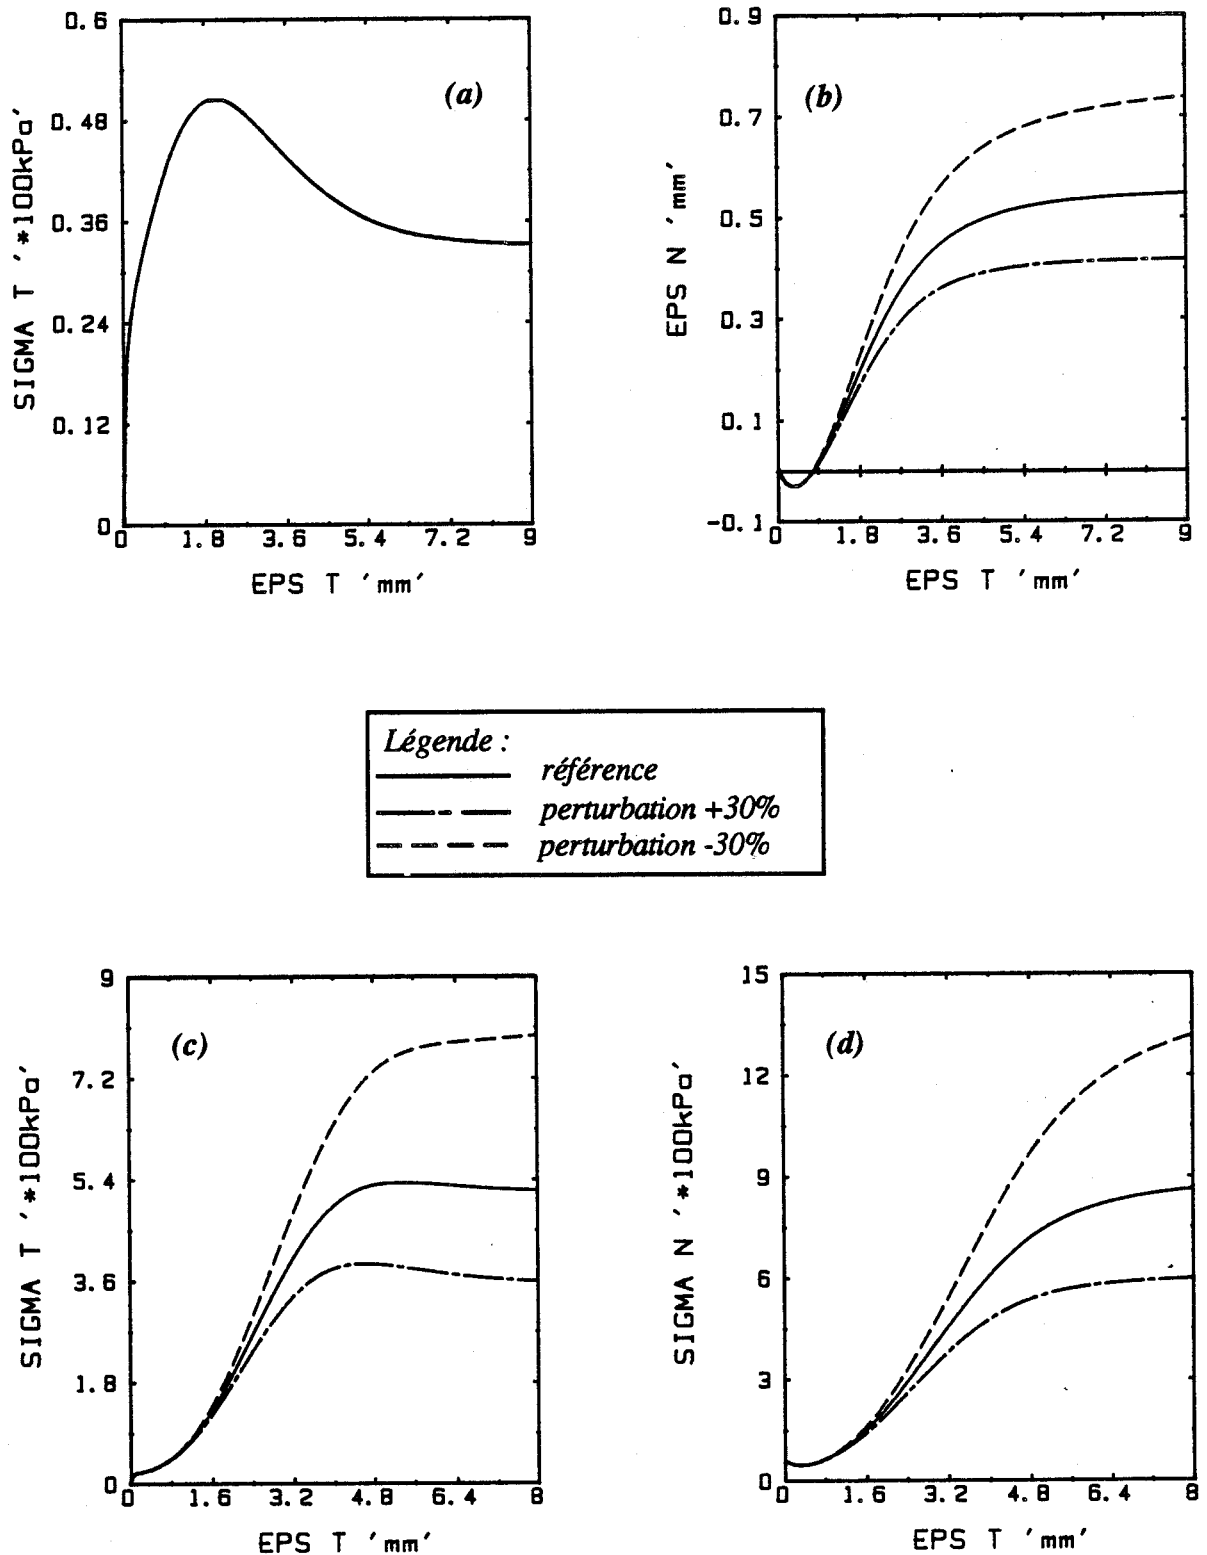 0.6
0.48
0.36
0.24
0.12
0
SIGMA T '*100kPa'
(a)
0 1.8 3.6 5.4 7.2 9
EPS T 'mm'
0.9
0.7
0.5
0.3
0.1
-0.1
EPS N 'mm'
(b)
0 1.8 3.6 5.4 7.2 9
EPS T 'mm'
Légende :
référence
perturbation +30%
perturbation -30%
9
7.2
5.4
3.6
1.8
0
SIGMA T '*100kPa'
(c)
0 1.6 3.2 4.8 6.4 8
EPS T 'mm'
15
12
9
6
3
0
SIGMA N '*100kPa'
(d)
0 1.6 3.2 4.8 6.4 8
EPS T 'mm'